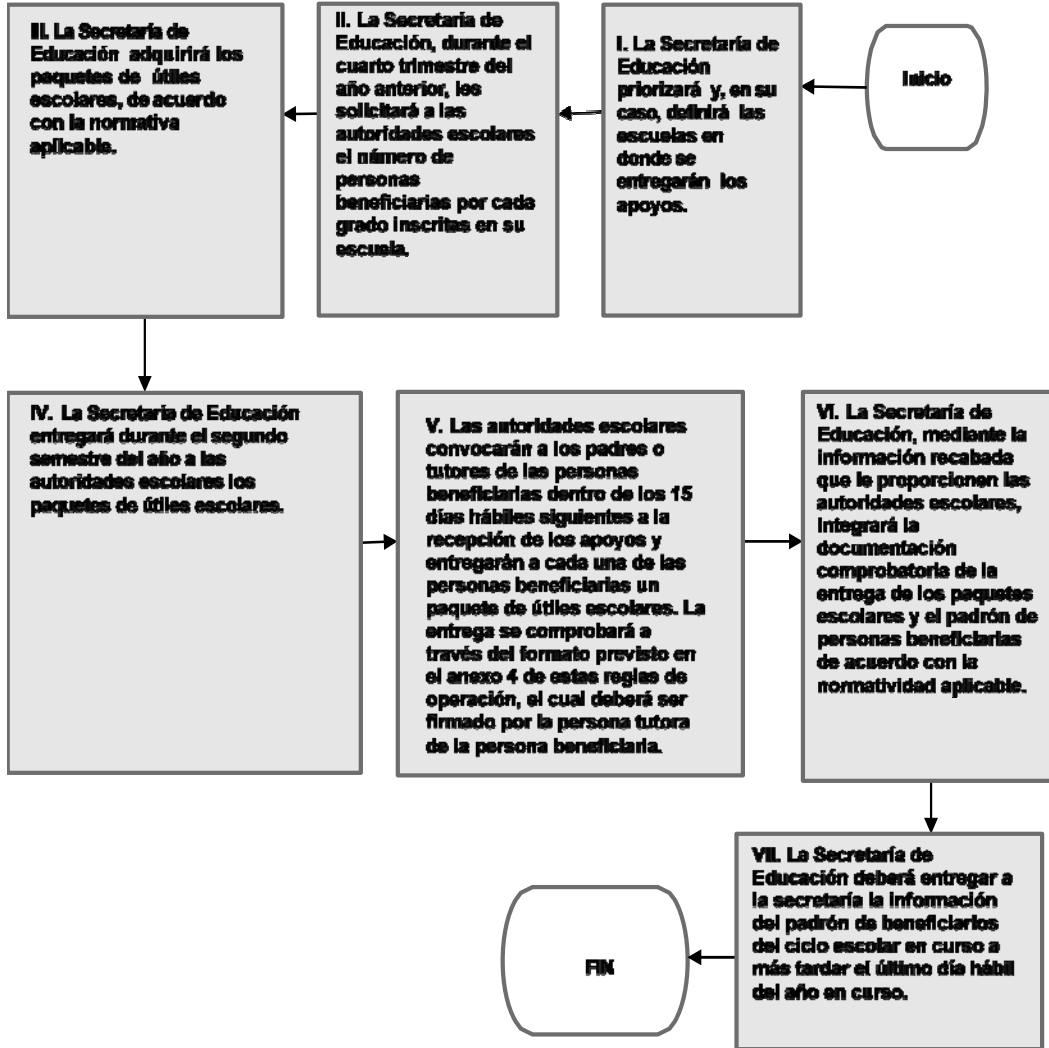 Inicio
I. La Secretaría de
Educación
priorizará y, en su
caso, definirá las
escuelas en
donde se
entregarán los
apoyos.
II. La Secretaría de
Educación, durante el
cuarto trimestre del
año anterior, les
solicitará a las
autoridades escolares
el número de
personas
beneficiarias por cada
grado inscritas en su
escuela.
III. La Secretaría de
Educación adquirirá los
paquetes de útiles
escolares, de acuerdo
con la normativa
aplicable.
IV. La Secretaría de Educación
entregará durante el segundo
semestre del año a las
autoridades escolares los
paquetes de útiles escolares.
V. Las autoridades escolares
convocarán a los padres o
tutores de las personas
beneficiarias dentro de los 15
días hábiles siguientes a la
recepción de los apoyos y
entregarán a cada una de las
personas beneficiarias un
paquete de útiles escolares. La
entrega se comprobará a
través del formato previsto en
el anexo 4 de estas reglas de
operación, el cual deberá ser
firmado por la persona tutora
de la persona beneficiaria.
VI. La Secretaría de
Educación, mediante la
información recabada
que le proporcionen las
autoridades escolares,
integrará la
documentación
comprobatoria de la
entrega de los paquetes
escolares y el padrón de
personas beneficiarias
de acuerdo con la
normatividad aplicable.
VII. La Secretaría de
Educación deberá entregar a
la secretaría la información
del padrón de beneficiarios
del ciclo escolar en curso a
más tardar el último día hábil
del año en curso.
FIN